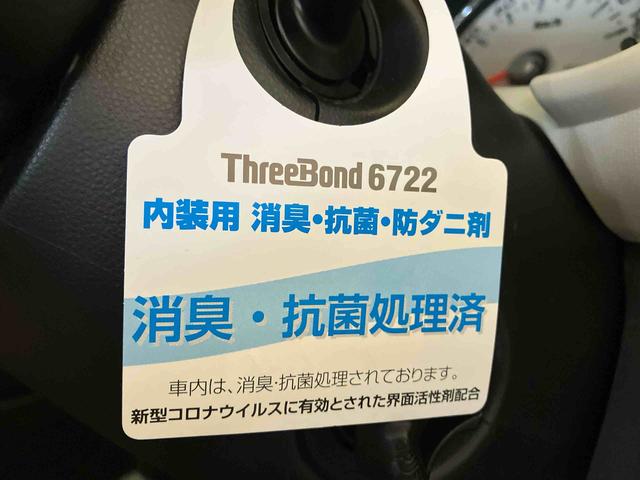 ThreeBond 6722
内装用 消臭・抗菌・防ダニ剤
消臭・抗菌処理済
車内は、消臭・抗菌処理されております。
新型コロナウイルスに有効とされた界面活性剤配合